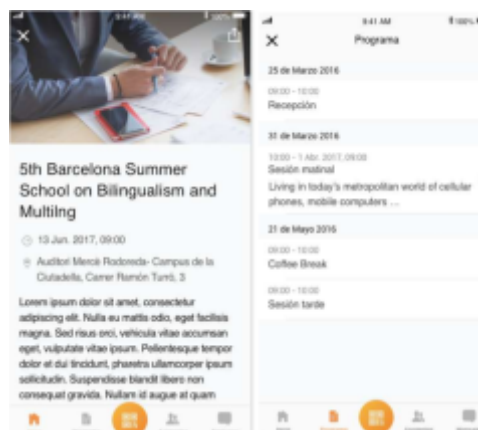 9:41 AM
100%
5th Barcelona Summer
School on Bilingualism and
Multilng
13 Jun. 2017, 09:00
Auditori Mercè Rodoreda- Campus de la
Ciutadella, Carrer Ramón Turró, 3
Lorem ipsum dolor sit amet, consectetur
adipiscing elit. Nulla eu mattis odio, eget facilisis
magna. Sed risus orci, vehicula vitae accumsan
eget, vulputate vitae ipsum. Pellentesque tempor
dolor et dui tincidunt, pharetra ullamcorper ipsum
sollicitudin. Suspendisse blandit libero non
consequat gravida. Nullam id augue at quam
9:41 AM
100%
Programa
25 de Marzo 2016
09:00 - 10:00
Recepción
31 de Marzo 2016
10:00 - 1 Abr. 2017, 09:00
Sesión matinal
Living in today's metropolitan world of cellular
phones, mobile computers ...
21 de Mayo 2016
09:00 - 10:00
Coffee Break
09:00 - 10:00
Sesión tarde